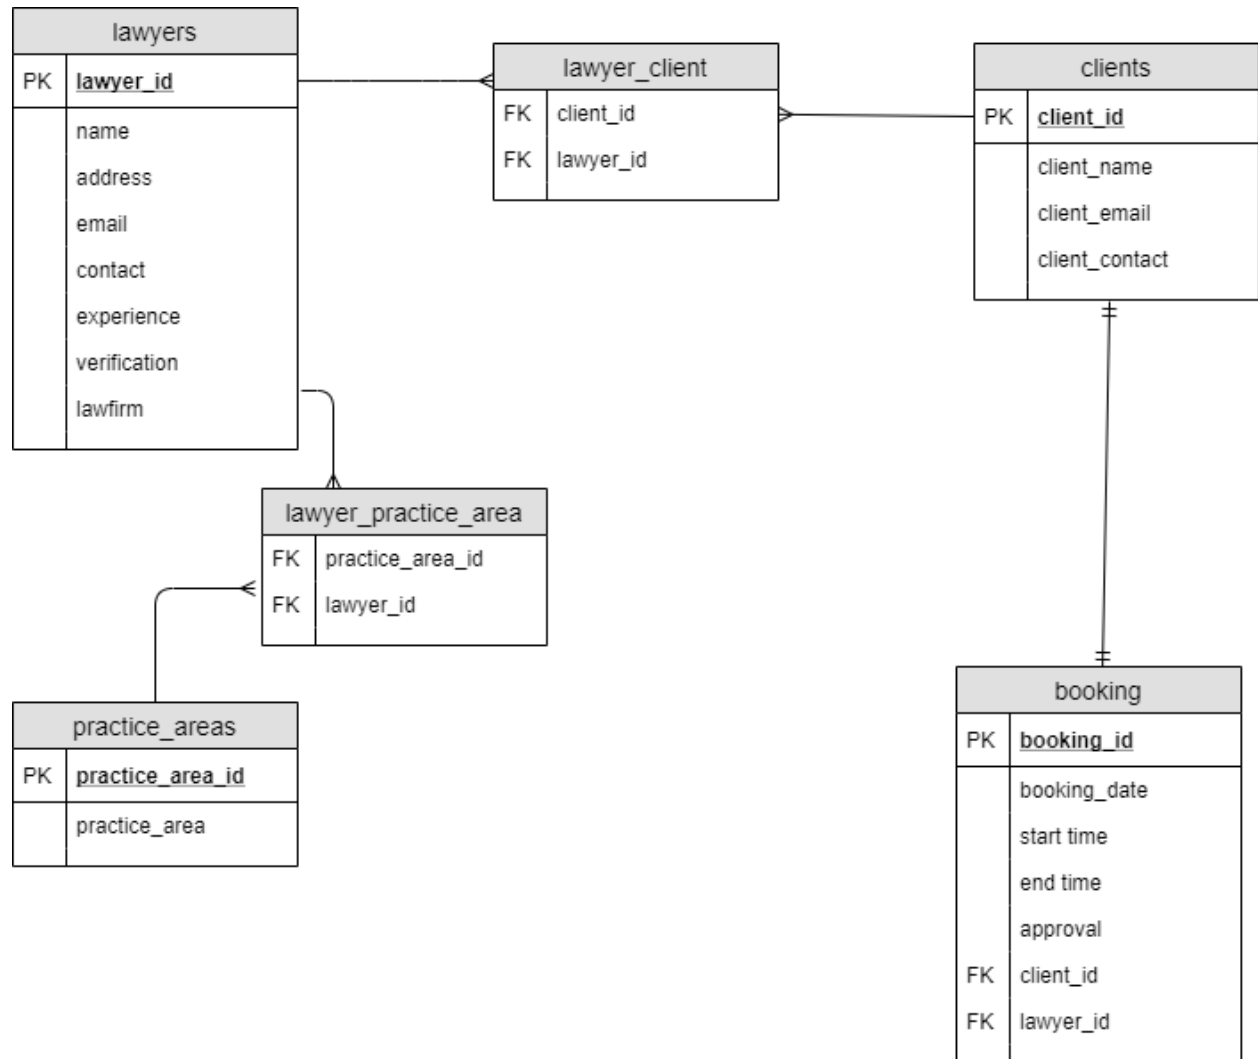 lawyers
PK lawyer_id
name
address
email
contact
experience
verification
lawfirm
lawyer_client
FK client_id
FK lawyer_id
clients
PK client_id
client_name
client_email
client_contact
lawyer_practice_area
FK practice_area_id
FK lawyer_id
practice_areas
PK practice_area_id
practice_area
booking
PK booking_id
booking_date
start time
end time
approval
FK client_id
FK lawyer_id